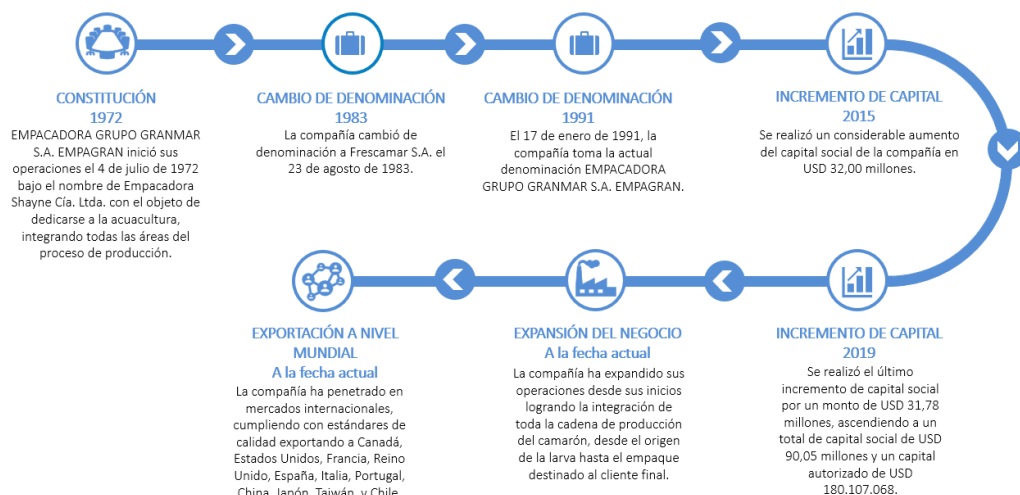 CONSTITUCIÓN
1972
EMPACADORA GRUPO GRANMAR
S.A. EMPAGRAN inició sus
operaciones el 4 de julio de 1972
bajo el nombre de Empacadora
Shayne Cía. Ltda. con el objeto de
dedicarse a la acuacultura,
integrando todas las áreas del
proceso de producción.
CAMBIO DE DENOMINACIÓN
1983
La compañía cambió de
denominación a Frescamar S.A. el
23 de agosto de 1983.
CAMBIO DE DENOMINACIÓN
1991
El 17 de enero de 1991, la
compañía toma la actual
denominación EMPACADORA
GRUPO GRANMAR S.A. EMPAGRAN.
INCREMENTO DE CAPITAL
2015
Se realizó un considerable aumento
del capital social de la compañía en
USD 32,00 millones.
INCREMENTO DE CAPITAL
2019
Se realizó el último
incremento de capital social
por un monto de USD 31,78
millones, ascendiendo a un
total de capital social de USD
90,05 millones y un capital
autorizado de USD
180.107.068.
EXPANSIÓN DEL NEGOCIO
A la fecha actual
La compañía ha expandido sus
operaciones desde sus inicios
logrando la integración de
toda la cadena de producción
del camarón, desde el origen
de la larva hasta el empaque
destinado al cliente final.
EXPORTACIÓN A NIVEL
MUNDIAL
A la fecha actual
La compañía ha penetrado en
mercados internacionales,
cumpliendo con estándares de
calidad exportando a Canadá,
Estados Unidos, Francia, Reino
Unido, España, Italia, Portugal,
China, Japón, Taiwán, y Chile